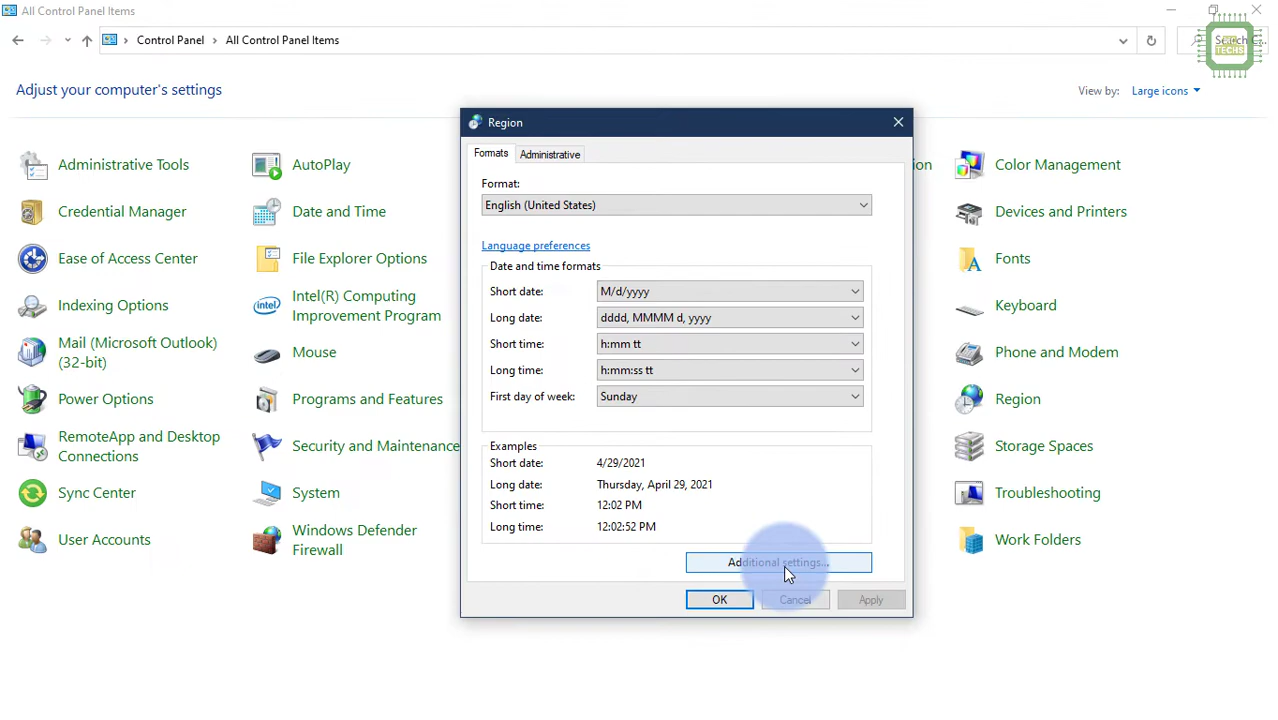 All Control Panel Items
Control Panel > All Control Panel Items
Search C...
TECHS
Adjust your computer's settings
View by: Large icons
Administrative Tools
AutoPlay
ion
Color Management
Credential Manager
Date and Time
Devices and Printers
Ease of Access Center
File Explorer Options
Fonts
Indexing Options
Intel(R) Computing
Improvement Program
Keyboard
Mail (Microsoft Outlook)
(32-bit)
Mouse
Phone and Modem
Power Options
Programs and Features
Region
RemoteApp and Desktop
Connections
Security and Maintenance
Storage Spaces
Sync Center
System
Troubleshooting
User Accounts
Windows Defender
Firewall
Work Folders
Region
Formats
Administrative
Format:
English (United States)
Language preferences
Date and time formats
Short date: M/d/yyyy
Long date: dddd, MMMM d, yyyy
Short time: h:mm tt
Long time: h:mm:ss tt
First day of week: Sunday
Examples
Short date: 4/29/2021
Long date: Thursday, April 29, 2021
Short time: 12:02 PM
Long time: 12:02:52 PM
Additional settings...
OK
Cancel
Apply
intel